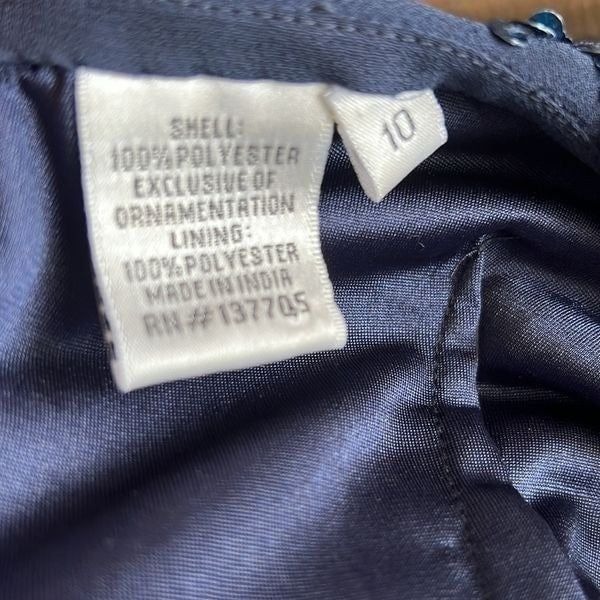 SHELL:
100% POLYESTER
EXCLUSIVE OF
ORNAMENTATION
LINING:
100% POLYESTER
MADE IN INDIA
RN# 137705
10